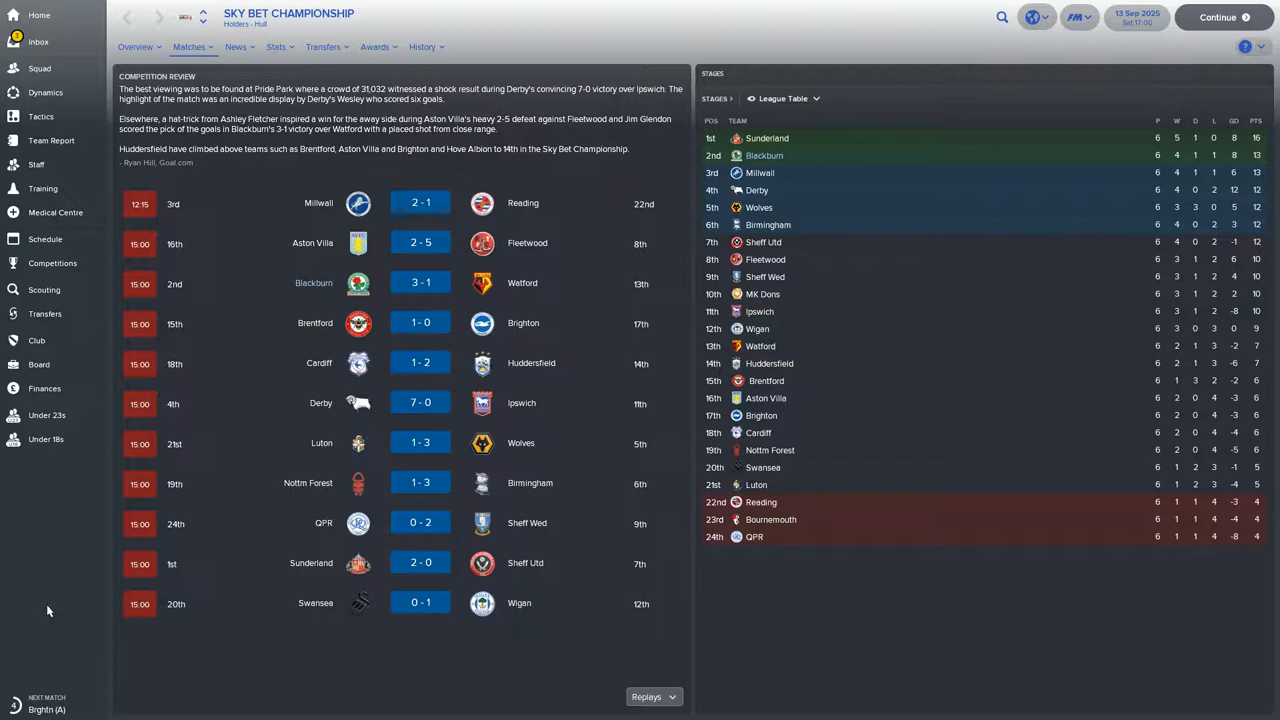 Home
SKY BET CHAMPIONSHIP
Holders - Hull
13 Sep 2025
Sat 17:00
Continue
3
Inbox
Overview Matches News Stats Transfers Awards History
Squad
Dynamics
Tactics
Team Report
Staff
Training
Medical Centre
Schedule
Competitions
Scouting
Transfers
Club
Board
Finances
Under 23s
Under 18s
NEXT MATCH
4 Brghtn (A)
COMPETITION REVIEW
The best viewing was to be found at Pride Park where a crowd of 31,032 witnessed a shock result during Derby's convincing 7-0 victory over Ipswich. The
highlight of the match was an incredible display by Derby's Wesley who scored six goals.
Elsewhere, a hat-trick from Ashley Fletcher inspired a win for the away side during Aston Villa's heavy 2-5 defeat against Fleetwood and Jim Glendon
scored the pick of the goals in Blackburn's 3-1 victory over Watford with a placed shot from close range.
Huddersfield have climbed above teams such as Brentford, Aston Villa and Brighton and Hove Albion to 14th in the Sky Bet Championship.
- Ryan Hill, Goal.com
12:15 3rd Millwall 2 - 1 Reading 22nd
15:00 16th Aston Villa 2 - 5 Fleetwood 8th
15:00 2nd Blackburn 3 - 1 Watford 13th
15:00 15th Brentford 1 - 0 Brighton 17th
15:00 18th Cardiff 1 - 2 Huddersfield 14th
15:00 4th Derby 7 - 0 Ipswich 11th
15:00 21st Luton 1 - 3 Wolves 5th
15:00 19th Nottm Forest 1 - 3 Birmingham 6th
15:00 24th QPR 0 - 2 Sheff Wed 9th
15:00 1st Sunderland 2 - 0 Sheff Utd 7th
15:00 20th Swansea 0 - 1 Wigan 12th
Replays
STAGES
STAGES > League Table
POS TEAM P W D L GD PTS
1st Sunderland 6 5 1 0 8 16
2nd Blackburn 6 4 1 1 8 13
3rd Millwall 6 4 1 1 6 13
4th Derby 6 4 0 2 12 12
5th Wolves 6 3 3 0 5 12
6th Birmingham 6 4 0 2 3 12
7th Sheff Utd 6 4 0 2 -1 12
8th Fleetwood 6 3 1 2 6 10
9th Sheff Wed 6 3 1 2 4 10
10th MK Dons 6 3 1 2 2 10
11th Ipswich 6 3 1 2 -8 10
12th Wigan 6 3 0 3 0 9
13th Watford 6 2 1 3 -2 7
14th Huddersfield 6 2 1 3 -6 7
15th Brentford 6 1 3 2 -2 6
16th Aston Villa 6 2 0 4 -3 6
17th Brighton 6 2 0 4 -3 6
18th Cardiff 6 2 0 4 -4 6
19th Nottm Forest 6 2 0 4 -5 6
20th Swansea 6 1 2 3 -1 5
21st Luton 6 1 2 3 -4 5
22nd Reading 6 1 1 4 -3 4
23rd Bournemouth 6 1 1 4 -4 4
24th QPR 6 1 1 4 -8 4